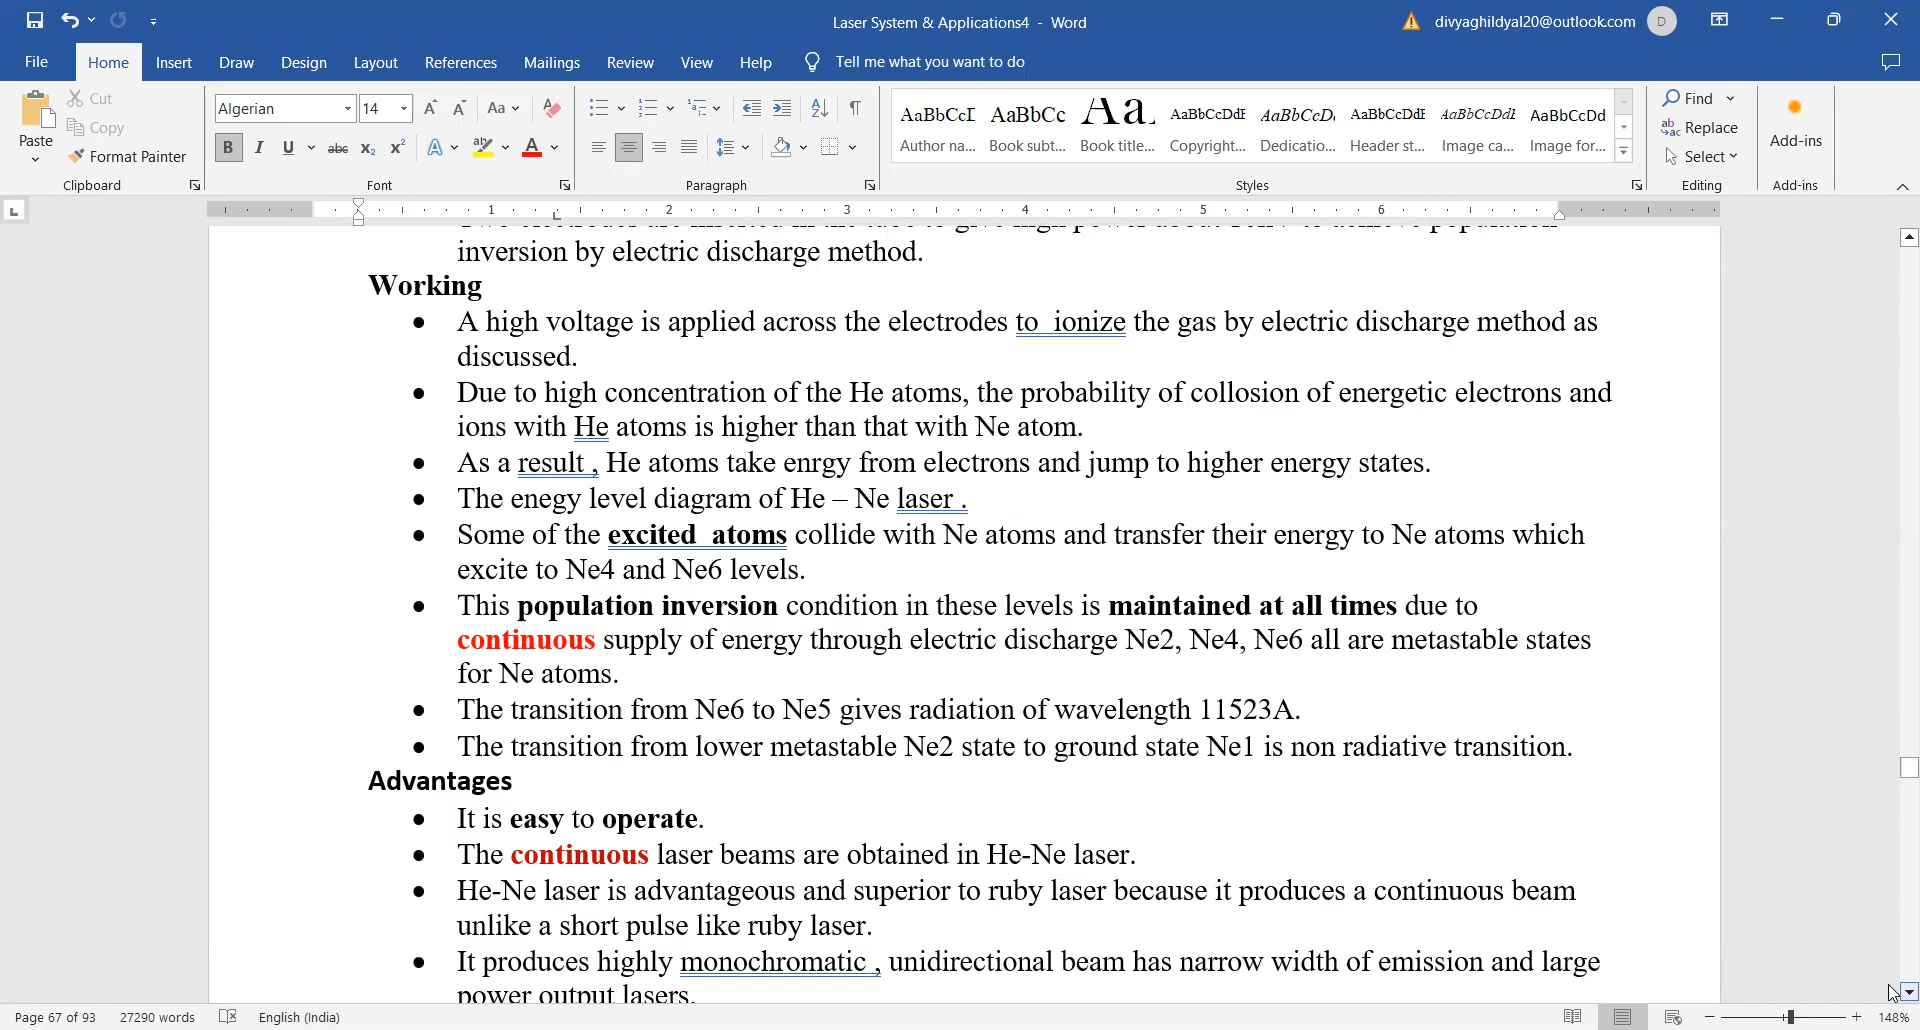 Laser System & Applications4 - Word
divyaghildyal20@outlook.com
D
File Home Insert Draw Design Layout References Mailings Review View Help Tell me what you want to do
Paste
Cut
Copy
Format Painter
Clipboard
Algerian 14
Aa
B I U abc x₂ x² A ab A
Font
Paragraph
AaBbCcI AaBbCc Aa. AaBbCcDdE AaBbCcD AaBbCcDdE AaBbCcDdI AaBbCcDd
Author na... Book subt... Book title... Copyright... Dedicatio... Header st... Image ca... Image for...
Styles
Find
Replace
Select
Editing
Add-ins
Add-ins
L
1 2 3 4 5 6
inversion by electric discharge method.
Working
• A high voltage is applied across the electrodes to ionize the gas by electric discharge method as
discussed.
• Due to high concentration of the He atoms, the probability of collosion of energetic electrons and
ions with He atoms is higher than that with Ne atom.
• As a result , He atoms take enrgy from electrons and jump to higher energy states.
• The enegy level diagram of He – Ne laser .
• Some of the excited atoms collide with Ne atoms and transfer their energy to Ne atoms which
excite to Ne4 and Ne6 levels.
• This population inversion condition in these levels is maintained at all times due to
continuous supply of energy through electric discharge Ne2, Ne4, Ne6 all are metastable states
for Ne atoms.
• The transition from Ne6 to Ne5 gives radiation of wavelength 11523A.
• The transition from lower metastable Ne2 state to ground state Ne1 is non radiative transition.
Advantages
• It is easy to operate.
• The continuous laser beams are obtained in He-Ne laser.
• He-Ne laser is advantageous and superior to ruby laser because it produces a continuous beam
unlike a short pulse like ruby laser.
• It produces highly monochromatic , unidirectional beam has narrow width of emission and large
power output lasers.
Page 67 of 93 27290 words English (India) 148%